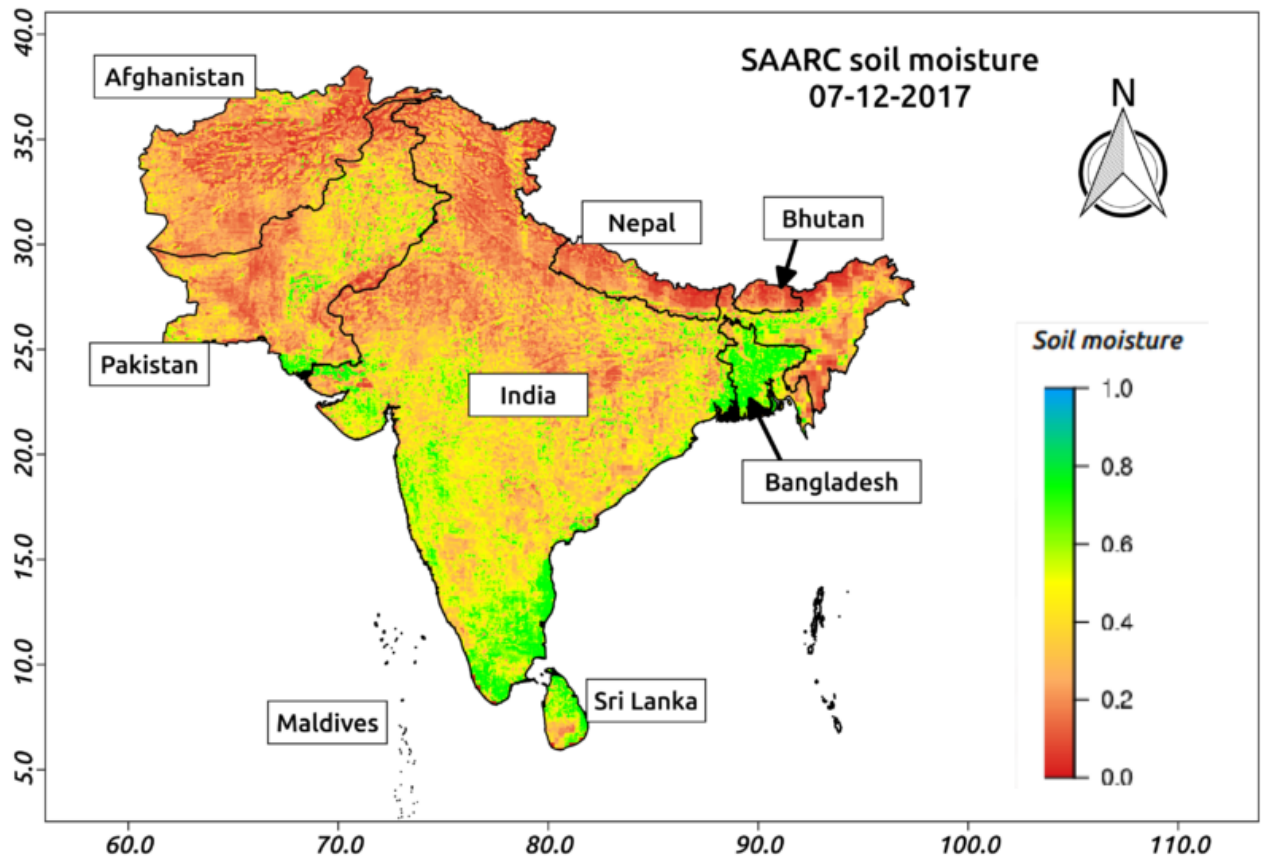 SAARC soil moisture
07-12-2017
N
Afghanistan
Nepal
Bhutan
Pakistan
India
Bangladesh
Sri Lanka
Maldives
Soil moisture
1.0
0.8
0.6
0.4
0.2
0.0
40.0
35.0
30.0
25.0
20.0
15.0
10.0
5.0
60.0
70.0
80.0
90.0
100.0
110.0